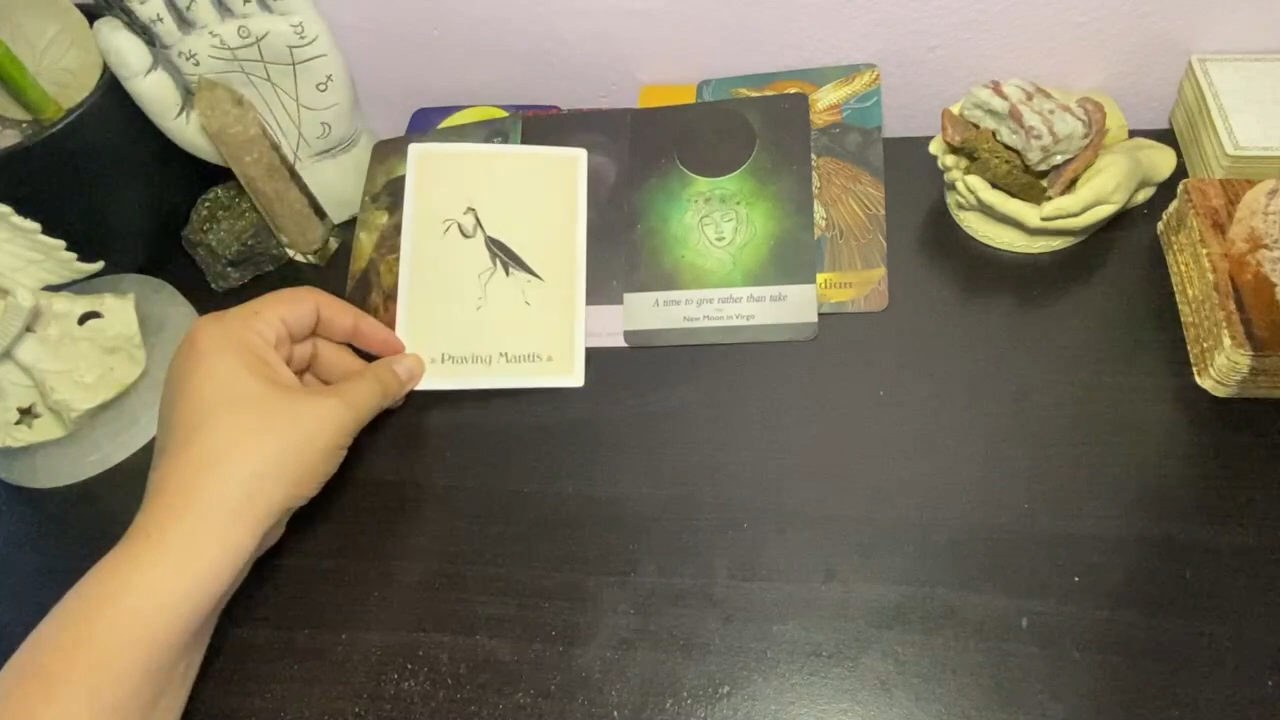 Praying Mantis
A time to give rather than take
New Moon in Virgo
dian